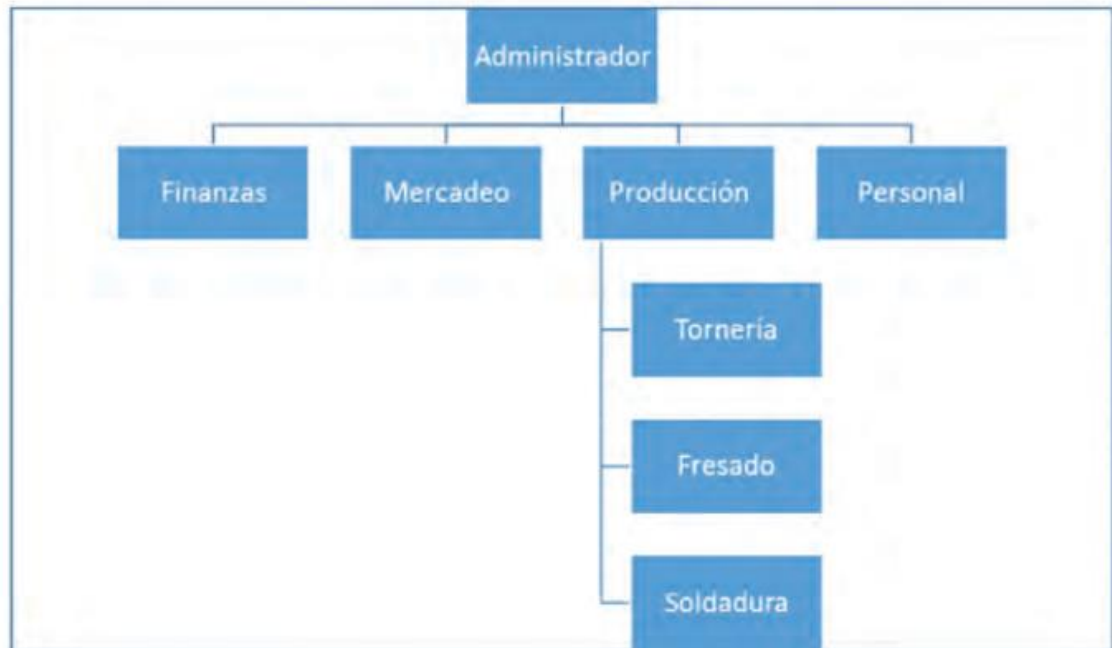 Administrador
Finanzas
Mercadeo
Producción
Personal
Tornería
Fresado
Soldadura